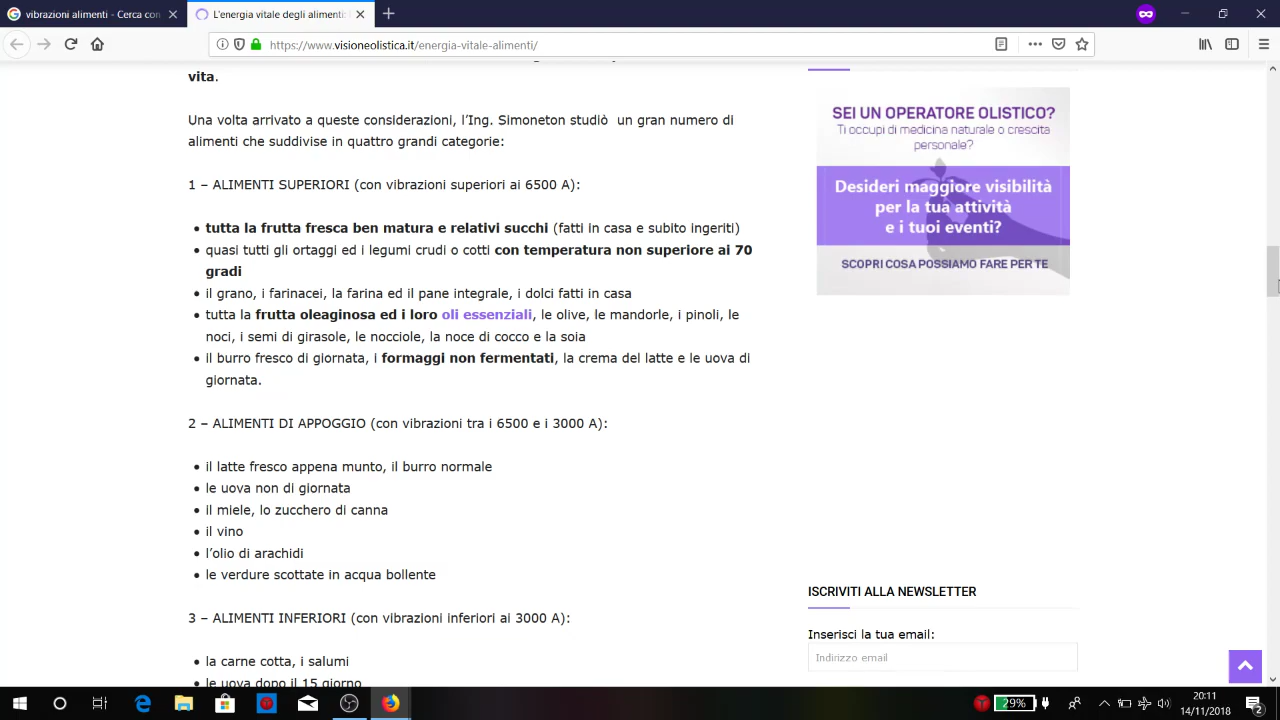 vibrazioni alimenti - Cerca con
L'energia vitale degli alimenti:
https://www.visioneolistica.it/energia-vitale-alimenti/
vita.
Una volta arrivato a queste considerazioni, l'Ing. Simoneton studiò un gran numero di
alimenti che suddivise in quattro grandi categorie:
1 – ALIMENTI SUPERIORI (con vibrazioni superiori ai 6500 A):
• tutta la frutta fresca ben matura e relativi succhi (fatti in casa e subito ingeriti)
• quasi tutti gli ortaggi ed i legumi crudi o cotti con temperatura non superiore ai 70
gradi
• il grano, i farinacei, la farina ed il pane integrale, i dolci fatti in casa
• tutta la frutta oleaginosa ed i loro oli essenziali, le olive, le mandorle, i pinoli, le
noci, i semi di girasole, le nocciole, la noce di cocco e la soia
• il burro fresco di giornata, i formaggi non fermentati, la crema del latte e le uova di
giornata.
2 – ALIMENTI DI APPOGGIO (con vibrazioni tra i 6500 e i 3000 A):
• il latte fresco appena munto, il burro normale
• le uova non di giornata
• il miele, lo zucchero di canna
• il vino
• l'olio di arachidi
• le verdure scottate in acqua bollente
3 – ALIMENTI INFERIORI (con vibrazioni inferiori ai 3000 A):
• la carne cotta, i salumi
• le uova dopo il 15 giorno
SEI UN OPERATORE OLISTICO?
Ti occupi di medicina naturale o crescita
personale?
Desideri maggiore visibilità
per la tua attività
e i tuoi eventi?
SCOPRI COSA POSSIAMO FARE PER TE
ISCRIVITI ALLA NEWSLETTER
Inserisci la tua email:
Indirizzo email
29%
20:11
14/11/2018
2